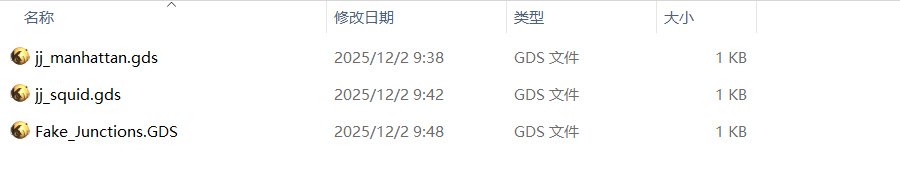 名称 修改日期 类型 大小
jj_manhattan.gds 2025/12/2 9:38 GDS 文件 1 KB
jj_squid.gds 2025/12/2 9:42 GDS 文件 1 KB
Fake_Junctions.GDS 2025/12/2 9:48 GDS 文件 1 KB